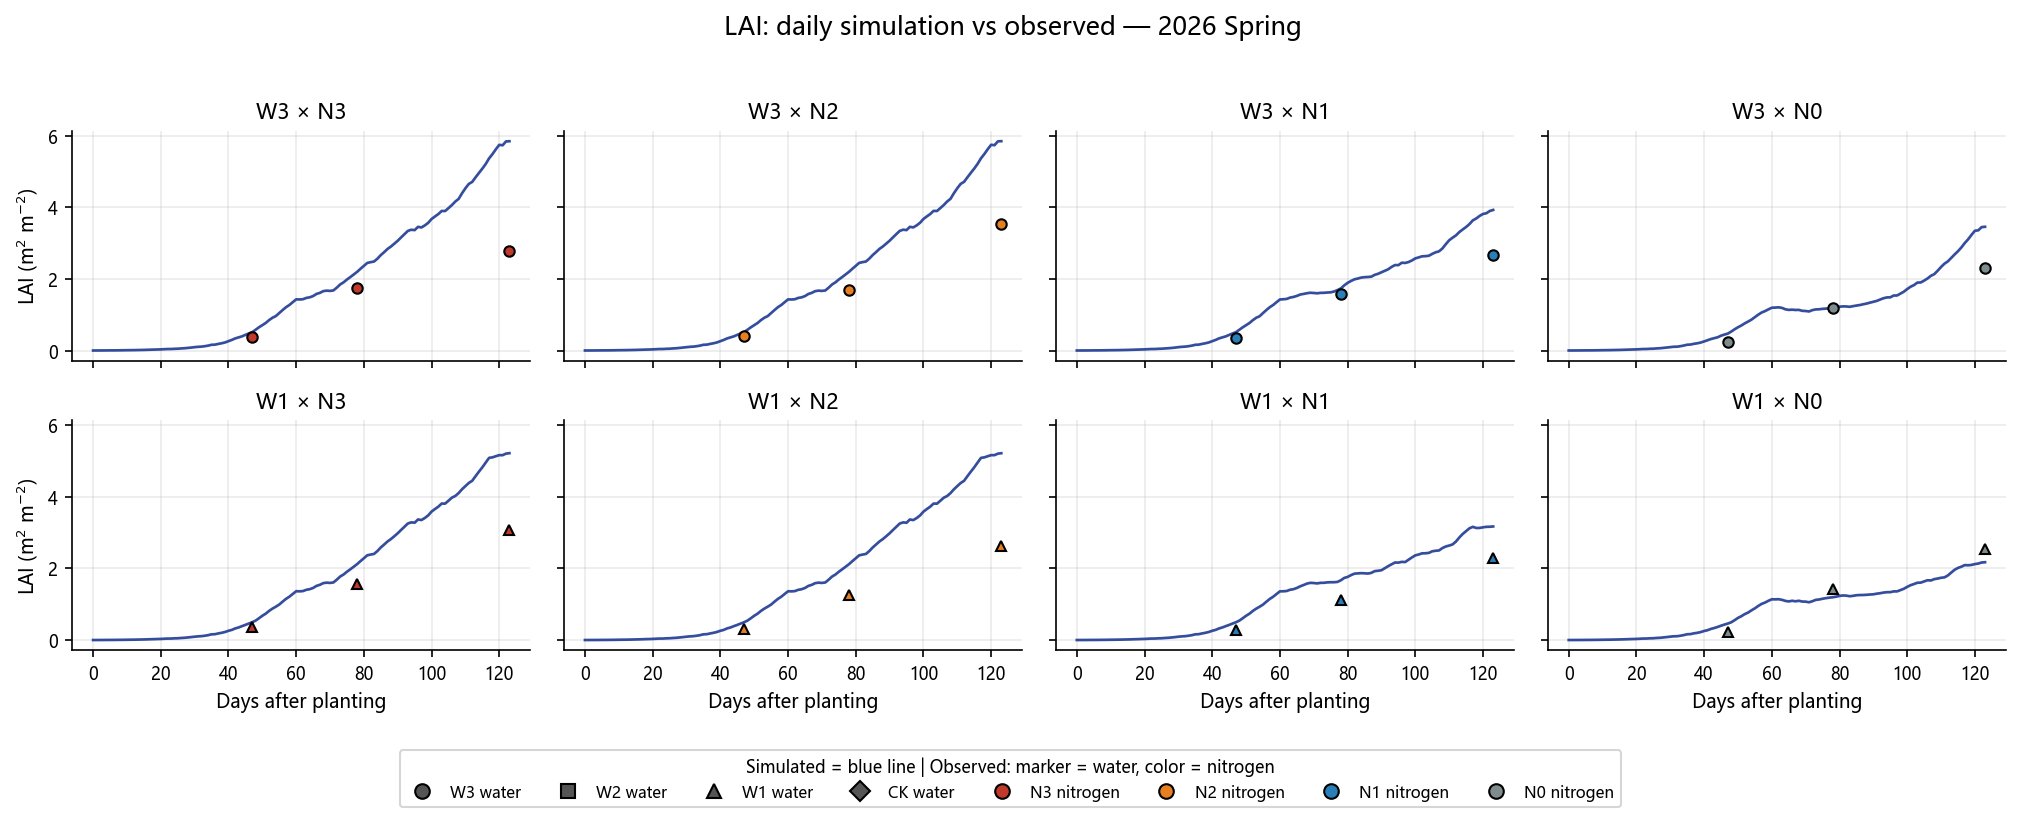 LAI: daily simulation vs observed — 2026 Spring
W3 × N3
W3 × N2
W3 × N1
W3 × N0
LAI (m² m⁻²)
6
4
2
0
W1 × N3
W1 × N2
W1 × N1
W1 × N0
LAI (m² m⁻²)
6
4
2
0
0 20 40 60 80 100 120
0 20 40 60 80 100 120
0 20 40 60 80 100 120
0 20 40 60 80 100 120
Days after planting
Days after planting
Days after planting
Days after planting
Simulated = blue line | Observed: marker = water, color = nitrogen
W3 water W2 water W1 water CK water N3 nitrogen N2 nitrogen N1 nitrogen N0 nitrogen